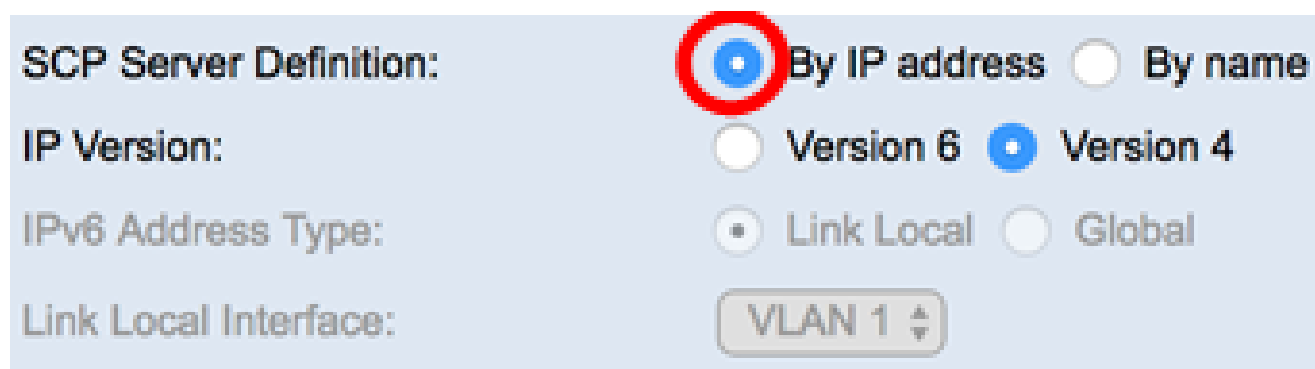 SCP Server Definition: By IP address By name
IP Version: Version 6 Version 4
IPv6 Address Type: Link Local Global
Link Local Interface: VLAN 1